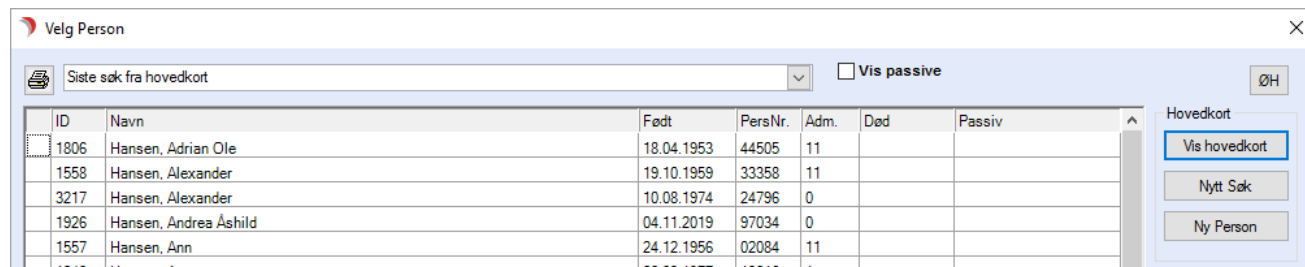 Velg Person
Siste søk fra hovedkort Vis passive ØH
ID Navn Født PersNr. Adm. Død Passiv Hovedkort
1806 Hansen, Adrian Ole 18.04.1953 44505 11 Vis hovedkort
1558 Hansen, Alexander 19.10.1959 33358 11
3217 Hansen, Alexander 10.08.1974 24796 0 Nytt Søk
1926 Hansen, Andrea Åshild 04.11.2019 97034 0 Ny Person
1557 Hansen, Ann 24.12.1956 02084 11